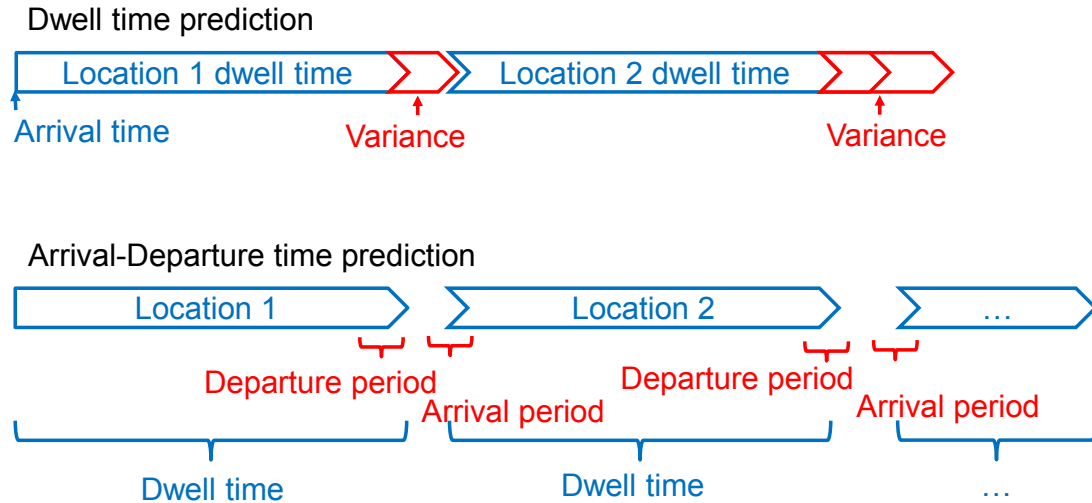 Dwell time prediction
Location 1 dwell time
Location 2 dwell time
Arrival time
Variance
Variance
Arrival-Departure time prediction
Location 1
Location 2
...
Departure period
Departure period
Arrival period
Arrival period
Dwell time
Dwell time
...